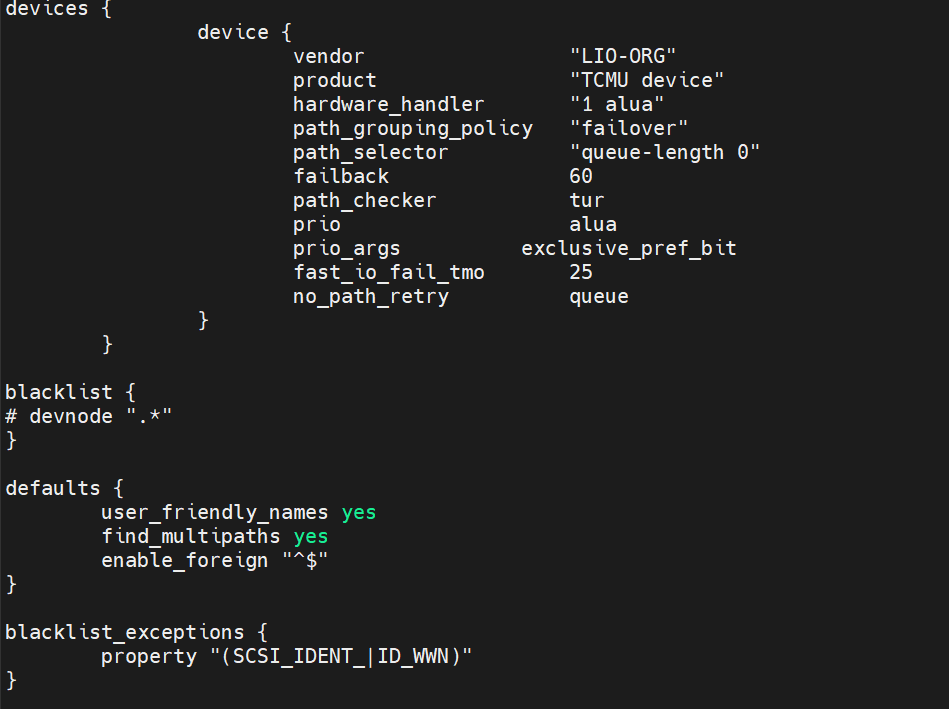 devices {
        device {
                vendor                 "LIO-ORG"
                product                "TCMU device"
                hardware_handler       "1 alua"
                path_grouping_policy   "failover"
                path_selector          "queue-length 0"
                failback               60
                path_checker           tur
                prio                   alua
                prio_args          exclusive_pref_bit
                fast_io_fail_tmo       25
                no_path_retry          queue
                }
        }

blacklist {
# devnode ".*"
}

defaults {
        user_friendly_names yes
        find_multipaths yes
        enable_foreign "^$"
}

blacklist_exceptions {
        property "(SCSI_IDENT_|ID_WWN)"
}